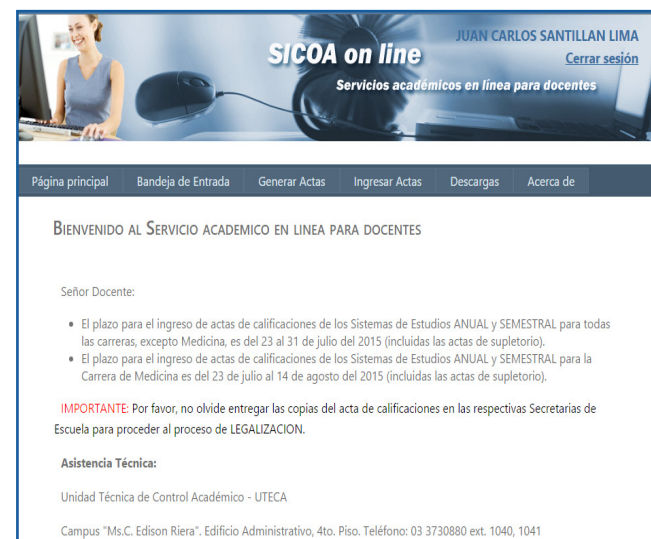 JUAN CARLOS SANTILLAN LIMA
SICOA on line
Cerrar sesión
Servicios académicos en línea para docentes
Página principal Bandeja de Entrada Generar Actas Ingresar Actas Descargas Acerca de
BIENVENIDO AL SERVICIO ACADEMICO EN LINEA PARA DOCENTES
Señor Docente:
• El plazo para el ingreso de actas de calificaciones de los Sistemas de Estudios ANUAL y SEMESTRAL para todas
las carreras, excepto Medicina, es del 23 al 31 de julio del 2015 (incluidas las actas de supletorio).
• El plazo para el ingreso de actas de calificaciones de los Sistemas de Estudios ANUAL y SEMESTRAL para la
Carrera de Medicina es del 23 de julio al 14 de agosto del 2015 (incluidas las actas de supletorio).
IMPORTANTE: Por favor, no olvide entregar las copias del acta de calificaciones en las respectivas Secretarias de
Escuela para proceder al proceso de LEGALIZACION.
Asistencia Técnica:
Unidad Técnica de Control Académico - UTECA
Campus "Ms.C. Edison Riera". Edificio Administrativo, 4to. Piso. Teléfono: 03 3730880 ext. 1040, 1041